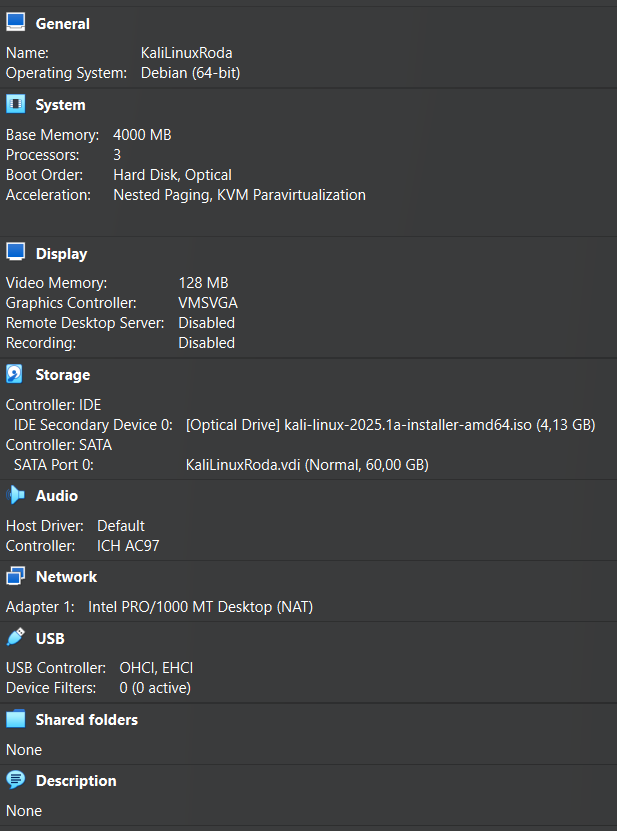 General
Name: KaliLinuxRoda
Operating System: Debian (64-bit)
System
Base Memory: 4000 MB
Processors: 3
Boot Order: Hard Disk, Optical
Acceleration: Nested Paging, KVM Paravirtualization
Display
Video Memory: 128 MB
Graphics Controller: VMSVGA
Remote Desktop Server: Disabled
Recording: Disabled
Storage
Controller: IDE
IDE Secondary Device 0: [Optical Drive] kali-linux-2025.1a-installer-amd64.iso (4,13 GB)
Controller: SATA
SATA Port 0: KaliLinuxRoda.vdi (Normal, 60,00 GB)
Audio
Host Driver: Default
Controller: ICH AC97
Network
Adapter 1: Intel PRO/1000 MT Desktop (NAT)
USB
USB Controller: OHCI, EHCI
Device Filters: 0 (0 active)
Shared folders
None
Description
None